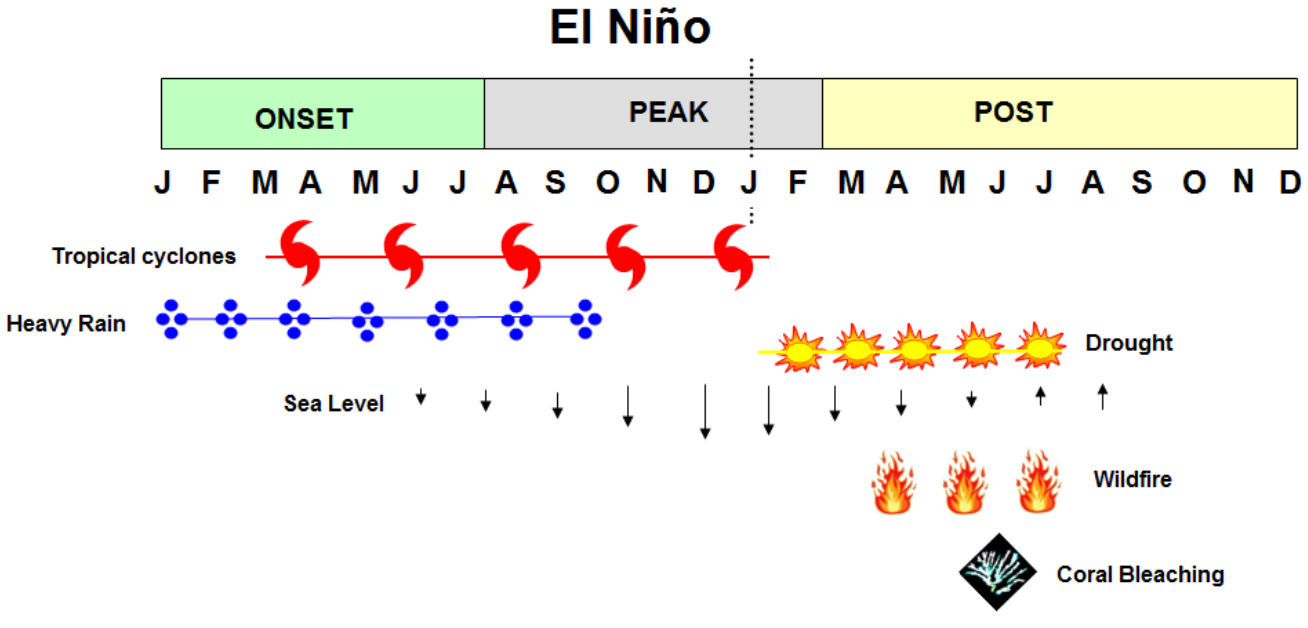 El Niño
ONSET PEAK POST
J F M A M J J A S O N D J F M A M J J A S O N D
Tropical cyclones
Heavy Rain
Drought
Sea Level
Wildfire
Coral Bleaching